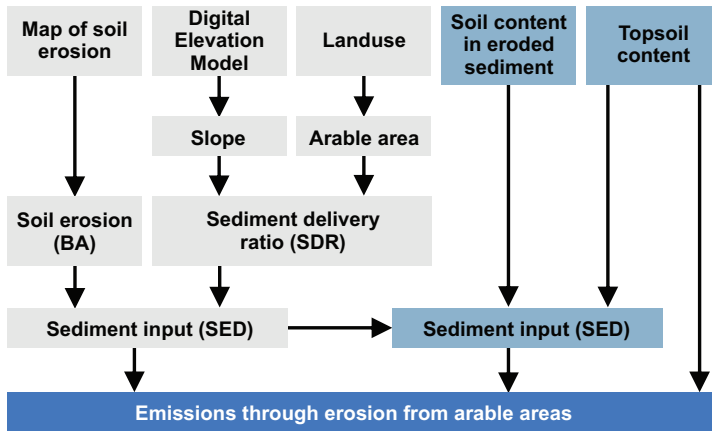 Map of soil
erosion
Digital
Elevation
Model
Landuse
Soil content
in eroded
sediment
Topsoil
content
Slope
Arable area
Soil erosion
(BA)
Sediment delivery
ratio (SDR)
Sediment input (SED)
Sediment input (SED)
Emissions through erosion from arable areas